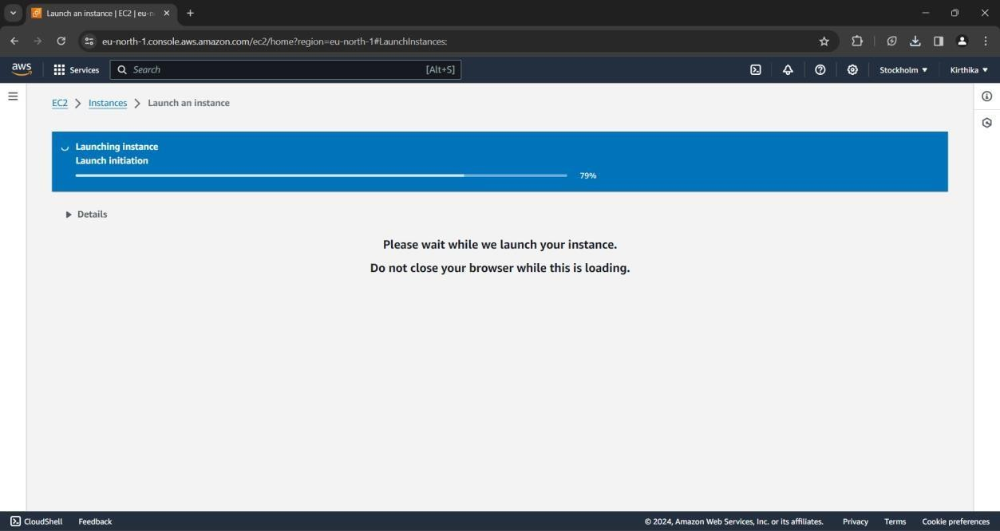 Launch an instance | EC2 | eu-n
eu-north-1.console.aws.amazon.com/ec2/home?region=eu-north-1#LaunchInstances:
aws
Services
Search
[Alt+S]
Stockholm
Kirthika
EC2
Instances
Launch an instance
Launching instance
Launch initiation
79%
Details
Please wait while we launch your instance.
Do not close your browser while this is loading.
CloudShell
Feedback
© 2024, Amazon Web Services, Inc. or its affiliates.
Privacy
Terms
Cookie preferences